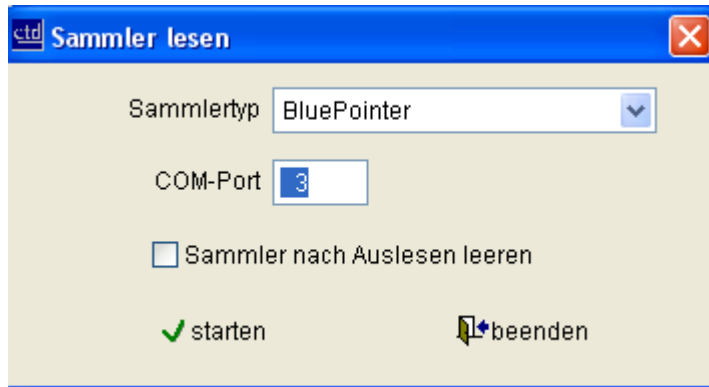 ctd Sammler lesen
Sammlertyp BluePointer
COM-Port 3
Sammler nach Auslesen leeren
starten beenden